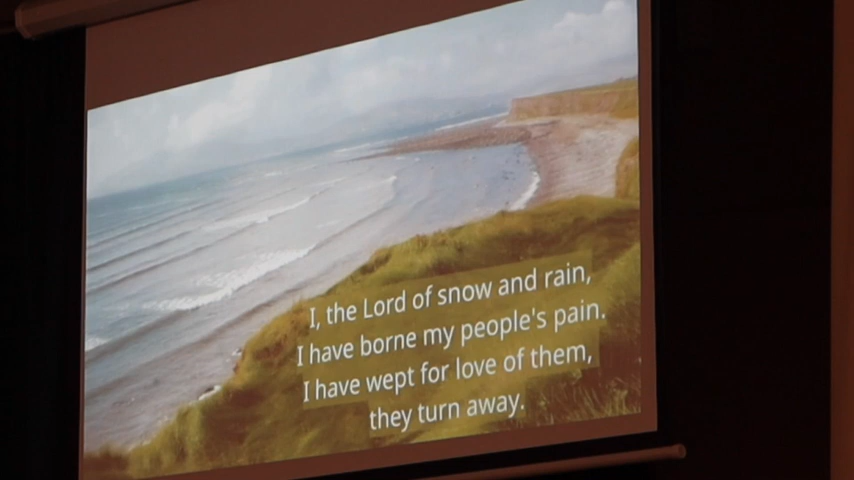 I, the Lord of snow and rain,
I have borne my people's pain.
I have wept for love of them,
they turn away.